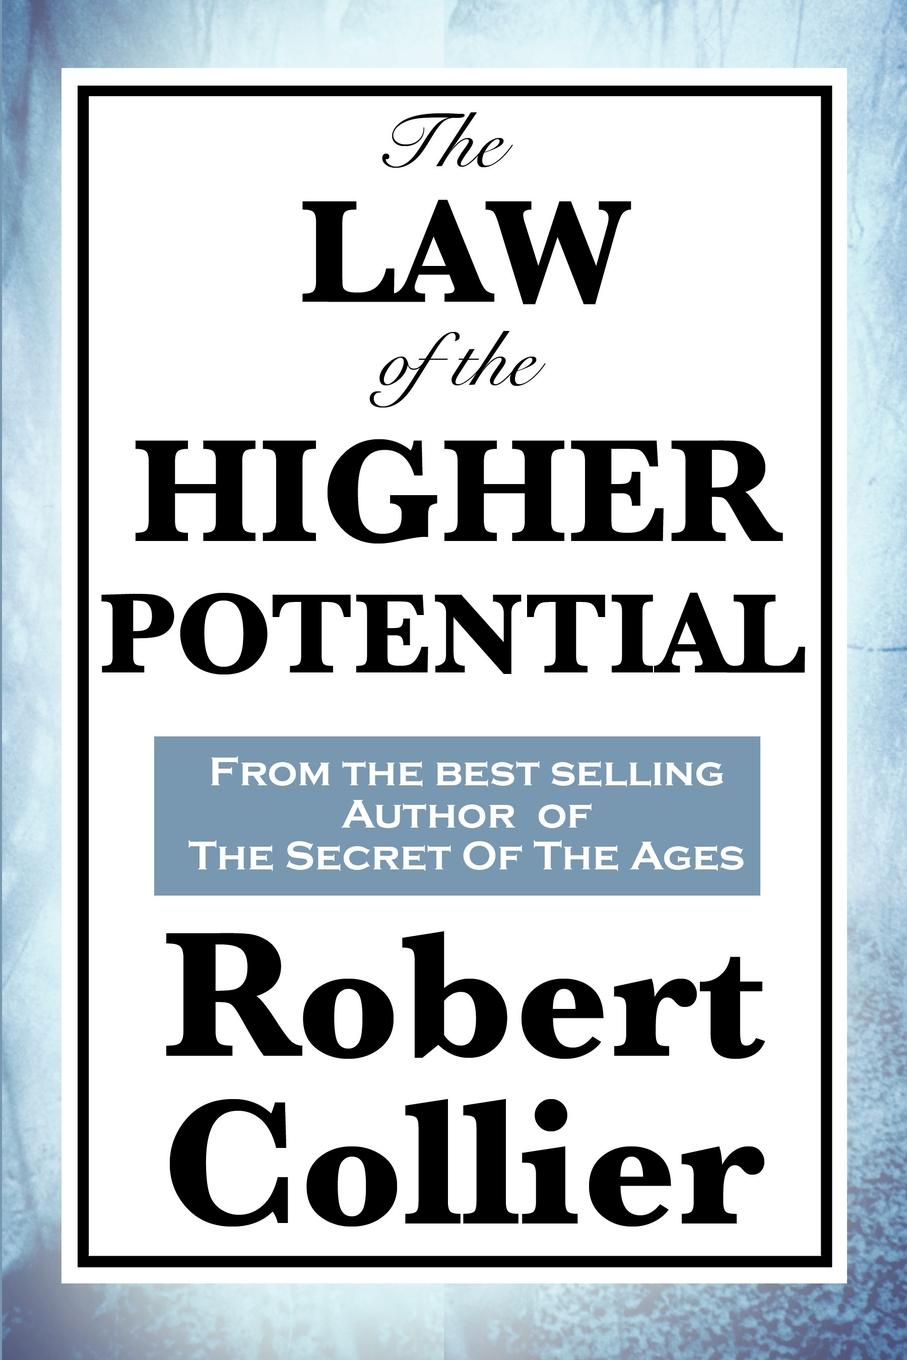 The
LAW
of the
HIGHER
POTENTIAL
FROM THE BEST SELLING
AUTHOR OF
THE SECRET OF THE AGES
Robert
Collier